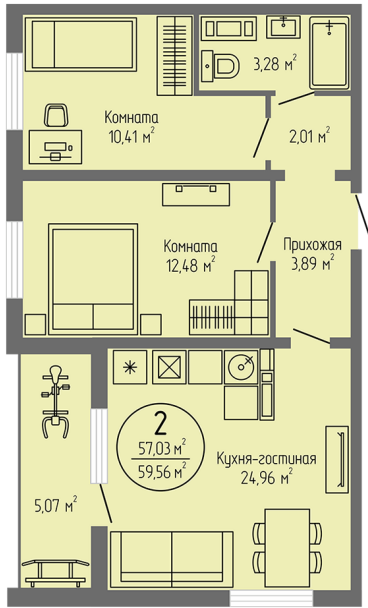 3,28 м²
Комната
10,41 м²
2,01 м²
Комната
12,48 м²
Прихожая
3,89 м²
2
57,03 м²
59,56 м²
Кухня-гостиная
24,96 м²
5,07 м²